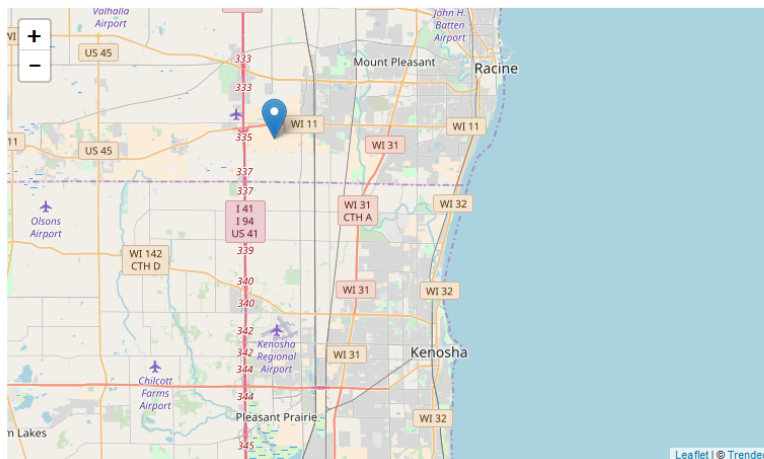 Valhalla
Airport
John H.
Batten
Airport
+
−
WI
US 45
333
Mount Pleasant
Racine
333
WI 11
335
WI 11
11
US 45
WI 31
337
337
Olsons
Airport
I 41
I 94
US 41
WI 31
CTH A
WI 32
339
WI 142
CTH D
340
340
WI 31
WI 32
342
Kenosha
Regional
Airport
342
344
WI 31
Kenosha
Chilcott
Farms
Airport
344
Pleasant Prairie
WI 32
m Lakes
345
Leaflet | © Trended